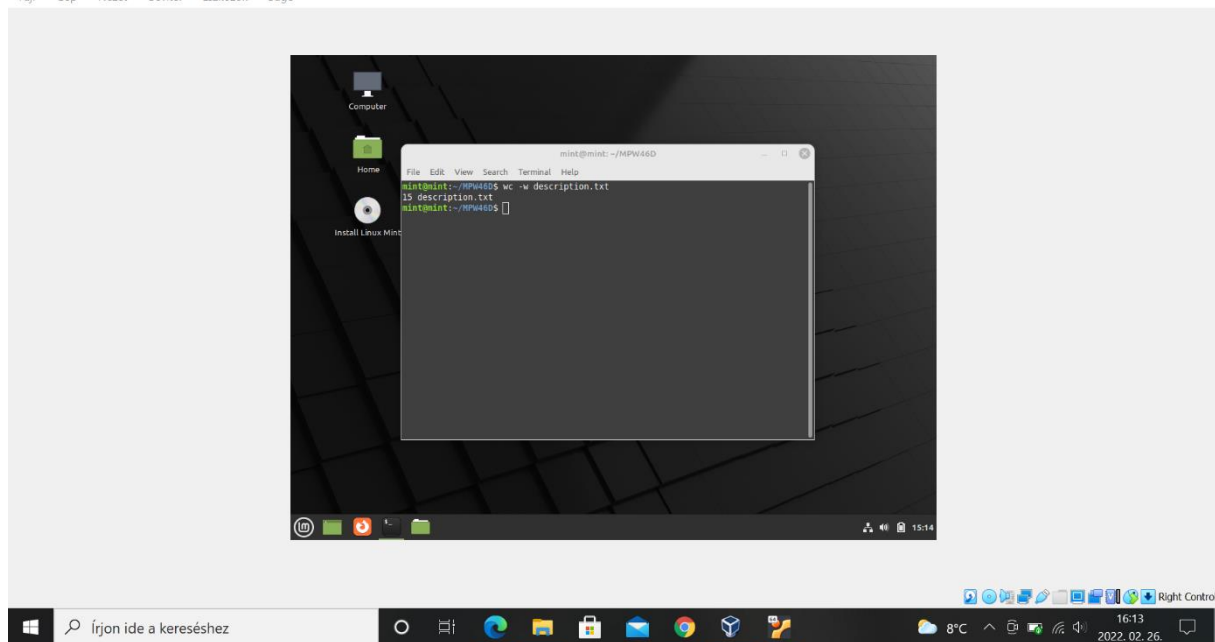 Computer
Home
Install Linux Mint
mint@mint: ~/MPW46D
File Edit View Search Terminal Help
mint@mint:~/MPW46D$ wc -w description.txt
15 description.txt
mint@mint:~/MPW46D$
15:14
Right Contro
Írjon ide a kereséshez
8°C
16:13
2022. 02. 26.